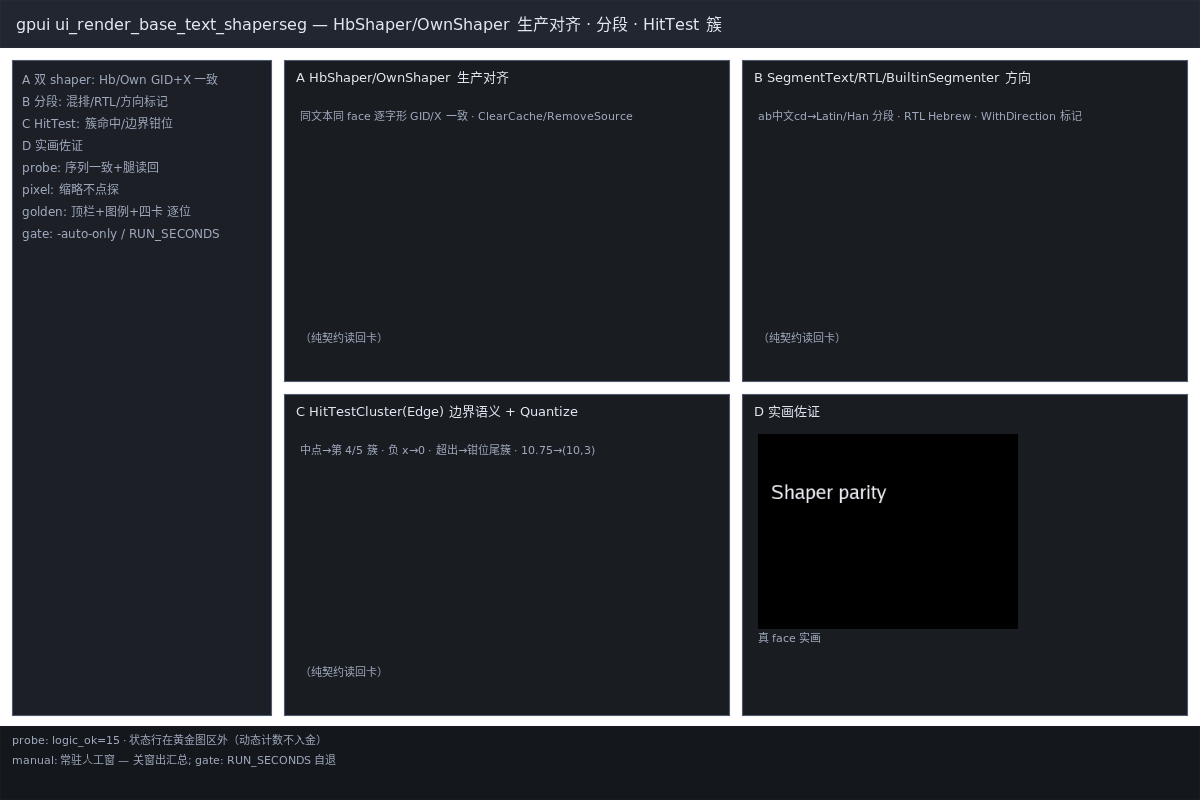 gpui ui_render_base_text_shaperseg — HbShaper/OwnShaper 生产对齐 · 分段 · HitTest 簇
A 双 shaper: Hb/Own GID+X 一致
B 分段: 混排/RTL/方向标记
C HitTest: 簇命中/边界钳位
D 实画佐证
probe: 序列一致+腿读回
pixel: 缩略不点探
golden: 顶栏+图例+四卡 逐位
gate: -auto-only / RUN_SECONDS
A HbShaper/OwnShaper 生产对齐
同文本同 face 逐字形 GID/X 一致 · ClearCache/RemoveSource
（纯契约读回卡）
B SegmentText/RTL/BuiltinSegmenter 方向
ab中文cd→Latin/Han 分段 · RTL Hebrew · WithDirection 标记
（纯契约读回卡）
C HitTestCluster(Edge) 边界语义 + Quantize
中点→第 4/5 簇 · 负 x→0 · 超出→钳位尾簇 · 10.75→(10,3)
（纯契约读回卡）
D 实画佐证
Shaper parity
真 face 实画
probe: logic_ok=15 · 状态行在黄金图区外（动态计数不入金）
manual: 常驻人工窗 — 关窗出汇总; gate: RUN_SECONDS 自退